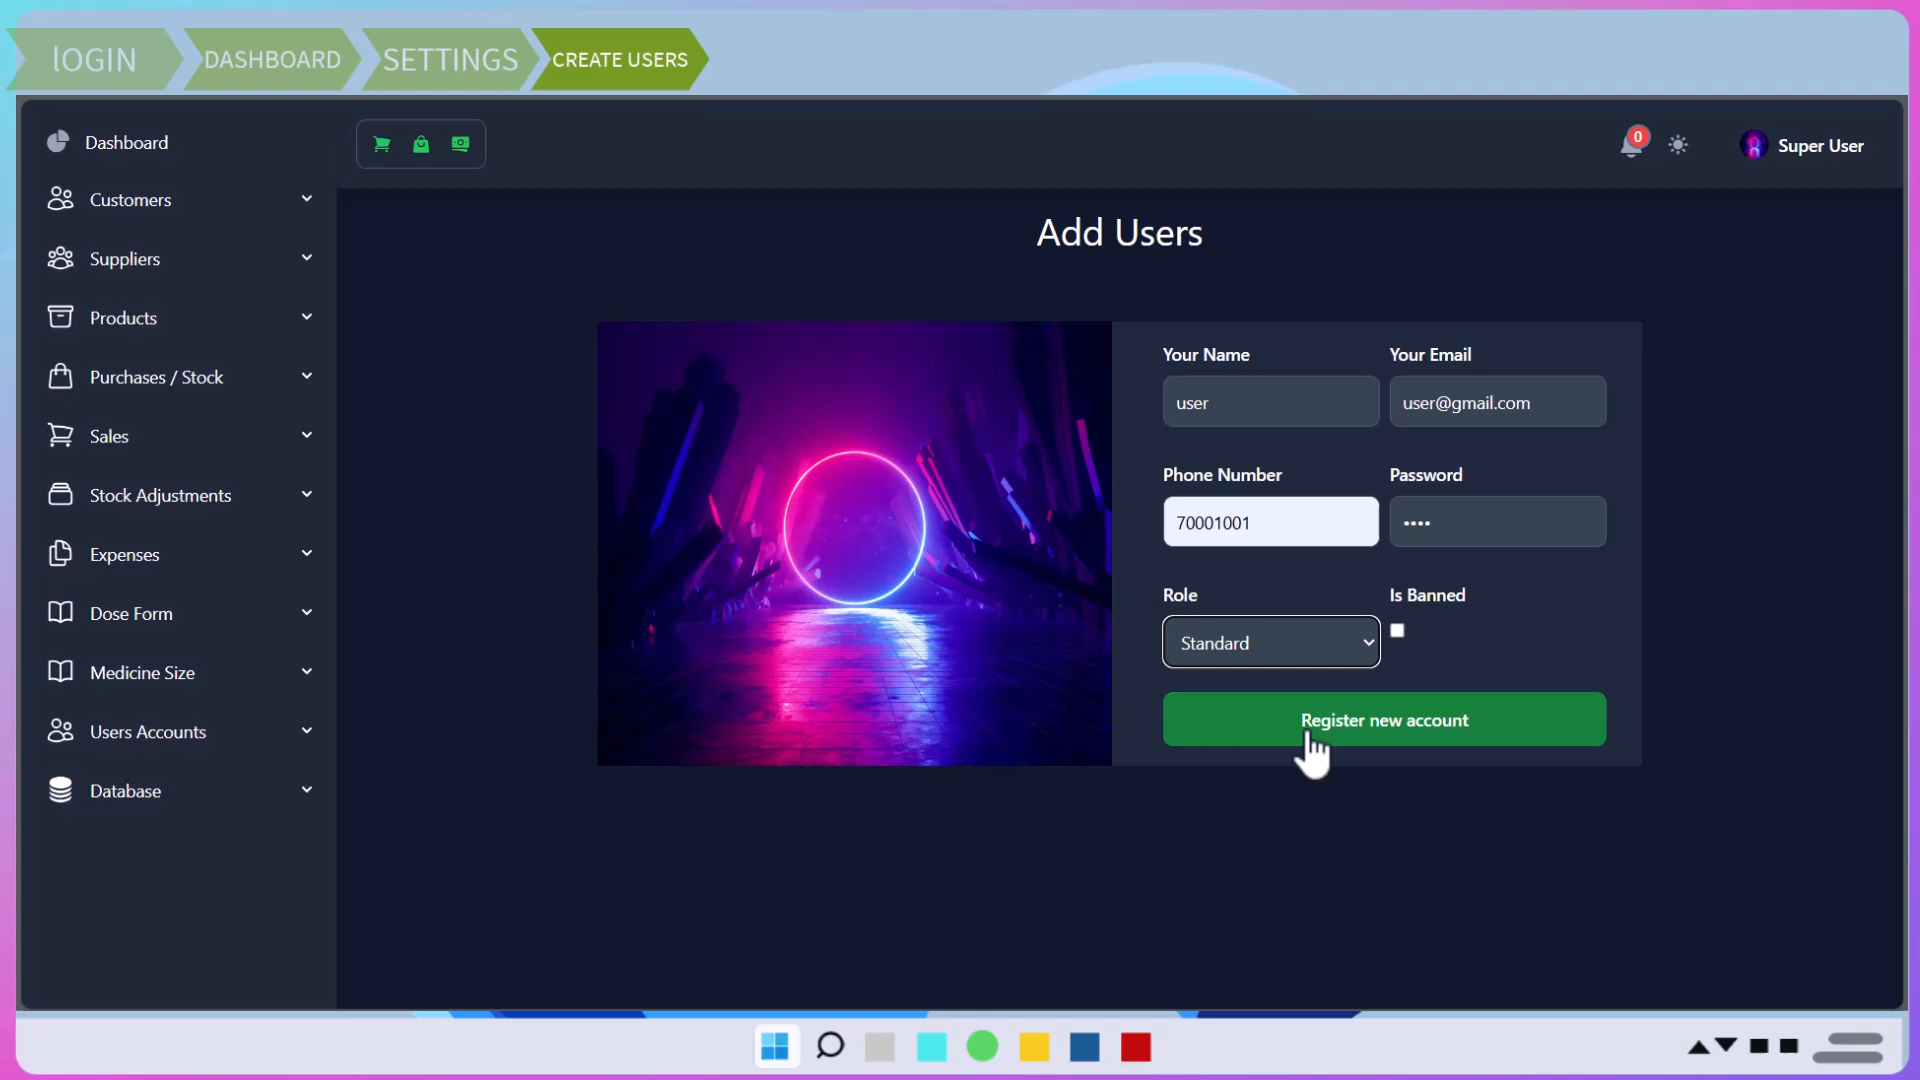 lOGIN
DASHBOARD
SETTINGS
CREATE USERS
Dashboard
0
Super User
Customers
Suppliers
Products
Purchases / Stock
Sales
Stock Adjustments
Expenses
Dose Form
Medicine Size
Users Accounts
Database
Add Users
Your Name
Your Email
user
user@gmail.com
Phone Number
Password
70001001
••••
Role
Is Banned
Standard
Register new account